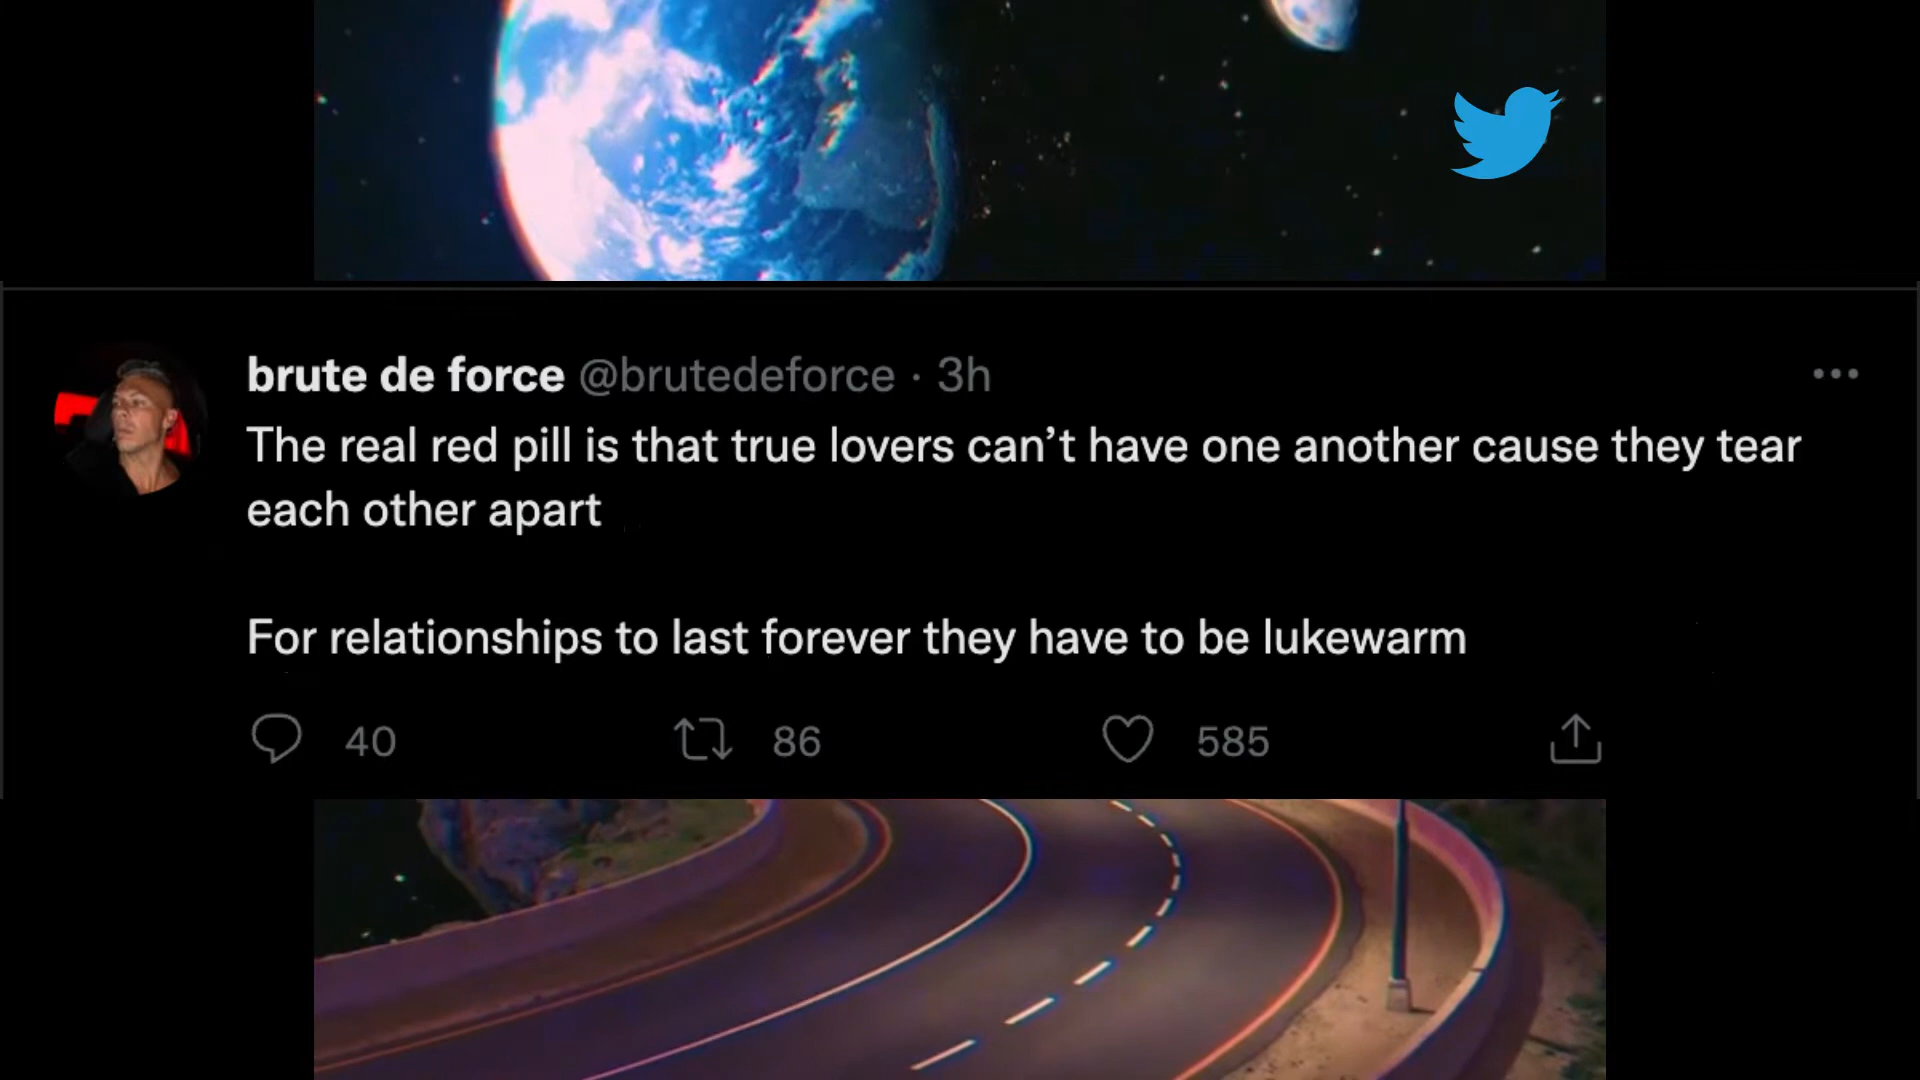 brute de force @brutedeforce · 3h
The real red pill is that true lovers can’t have one another cause they tear
each other apart
For relationships to last forever they have to be lukewarm
40 86 585